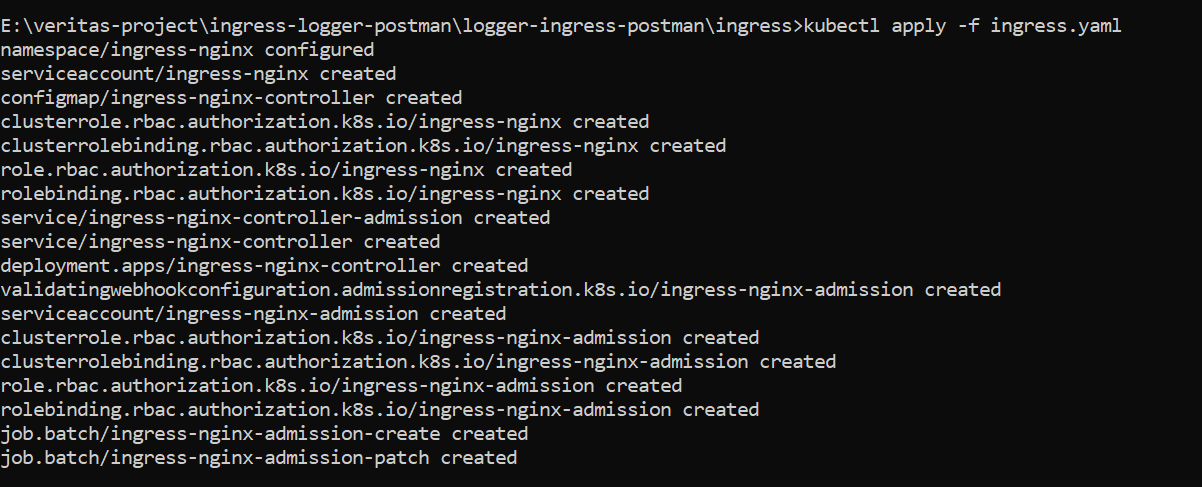 E:\veritas-project\ingress-logger-postman\logger-ingress-postman\ingress>kubectl apply -f ingress.yaml
namespace/ingress-nginx configured
serviceaccount/ingress-nginx created
configmap/ingress-nginx-controller created
clusterrole.rbac.authorization.k8s.io/ingress-nginx created
clusterrolebinding.rbac.authorization.k8s.io/ingress-nginx created
role.rbac.authorization.k8s.io/ingress-nginx created
rolebinding.rbac.authorization.k8s.io/ingress-nginx created
service/ingress-nginx-controller-admission created
service/ingress-nginx-controller created
deployment.apps/ingress-nginx-controller created
validatingwebhookconfiguration.admissionregistration.k8s.io/ingress-nginx-admission created
serviceaccount/ingress-nginx-admission created
clusterrole.rbac.authorization.k8s.io/ingress-nginx-admission created
clusterrolebinding.rbac.authorization.k8s.io/ingress-nginx-admission created
role.rbac.authorization.k8s.io/ingress-nginx-admission created
rolebinding.rbac.authorization.k8s.io/ingress-nginx-admission created
job.batch/ingress-nginx-admission-create created
job.batch/ingress-nginx-admission-patch created